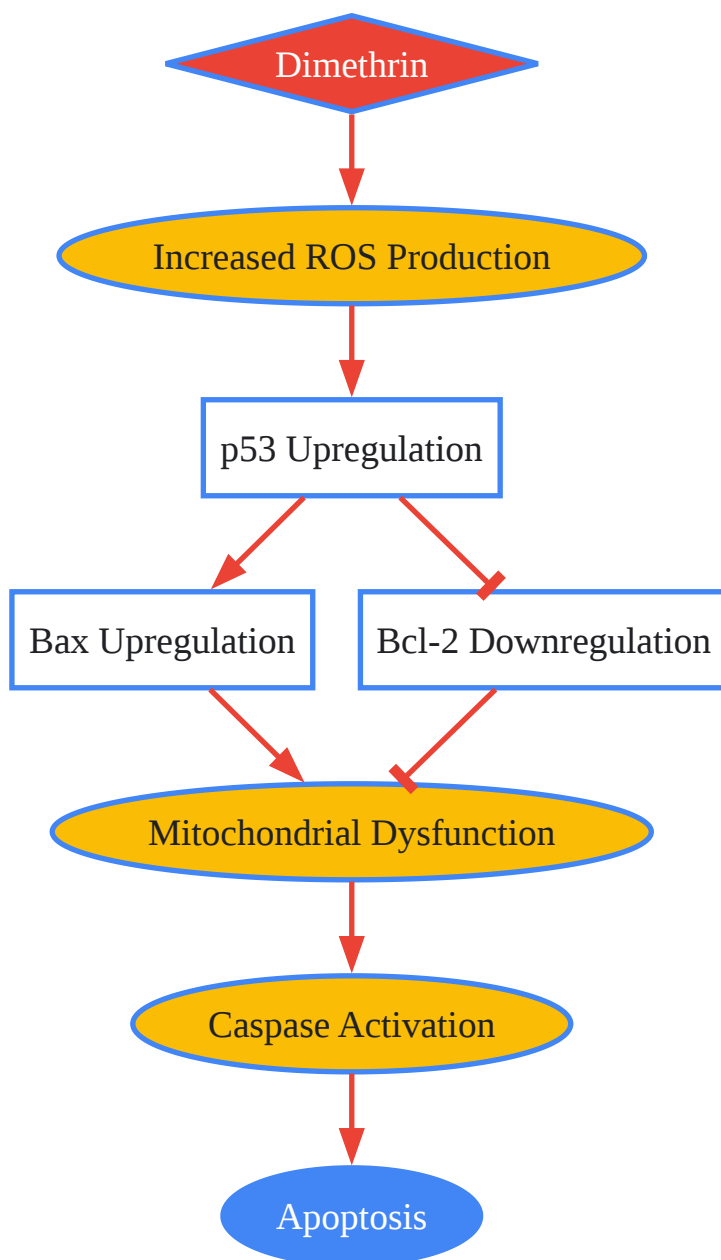 Dimethrin
Increased ROS Production
p53 Upregulation
Bax Upregulation
Bcl-2 Downregulation
Mitochondrial Dysfunction
Caspase Activation
Apoptosis